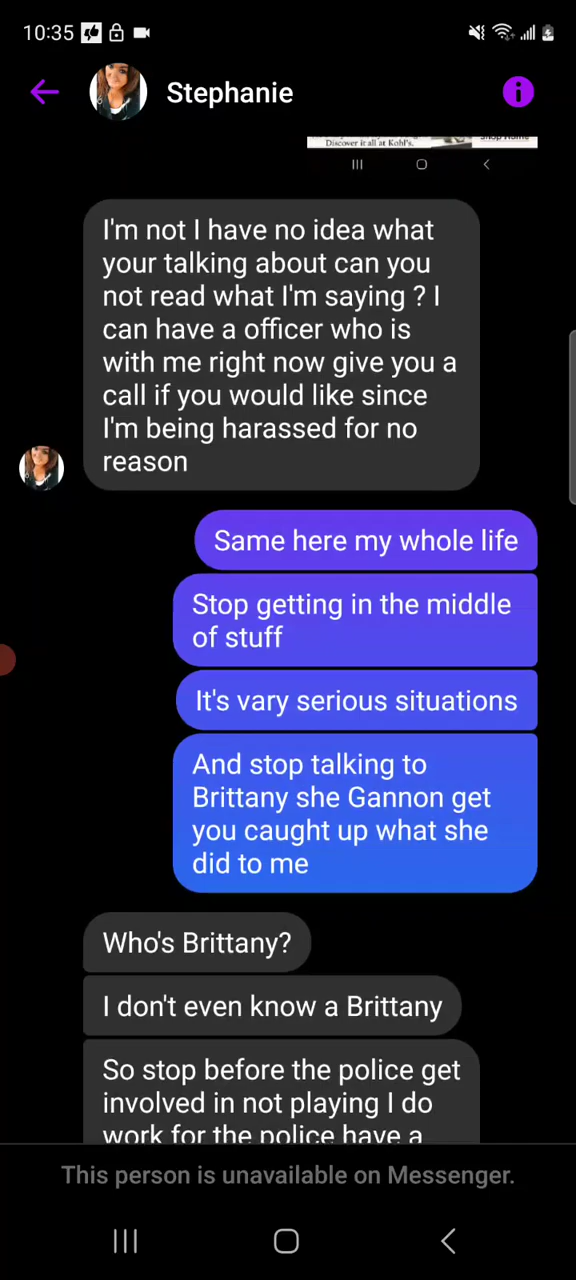 10:35
Stephanie
Discover it all at Kohl's.
Shop Home
I'm not I have no idea what
your talking about can you
not read what I'm saying ? I
can have a officer who is
with me right now give you a
call if you would like since
I'm being harassed for no
reason
Same here my whole life
Stop getting in the middle
of stuff
It's vary serious situations
And stop talking to
Brittany she Gannon get
you caught up what she
did to me
Who's Brittany?
I don't even know a Brittany
So stop before the police get
involved in not playing I do
work for the police have a
This person is unavailable on Messenger.